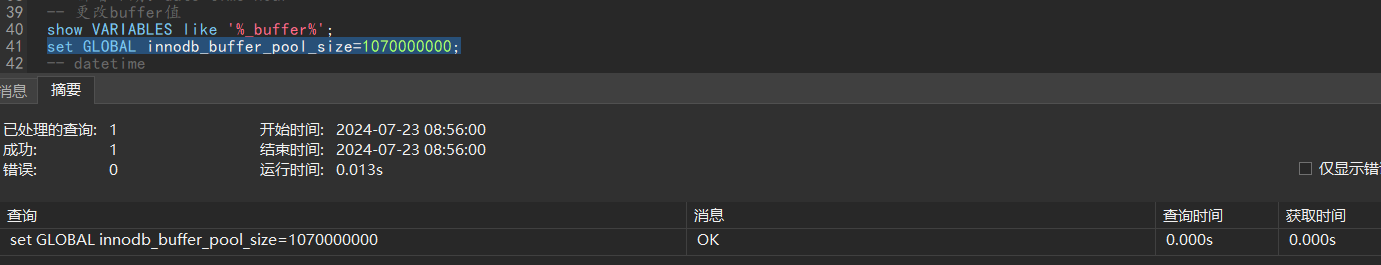 39 -- 更改buffer值
40 show VARIABLES like '%_buffer%';
41 set GLOBAL innodb_buffer_pool_size=1070000000;
42 -- datetime
消息 摘要
已处理的查询: 1 开始时间: 2024-07-23 08:56:00
成功: 1 结束时间: 2024-07-23 08:56:00
错误: 0 运行时间: 0.013s
仅显示错
查询 消息 查询时间 获取时间
set GLOBAL innodb_buffer_pool_size=1070000000 OK 0.000s 0.000s